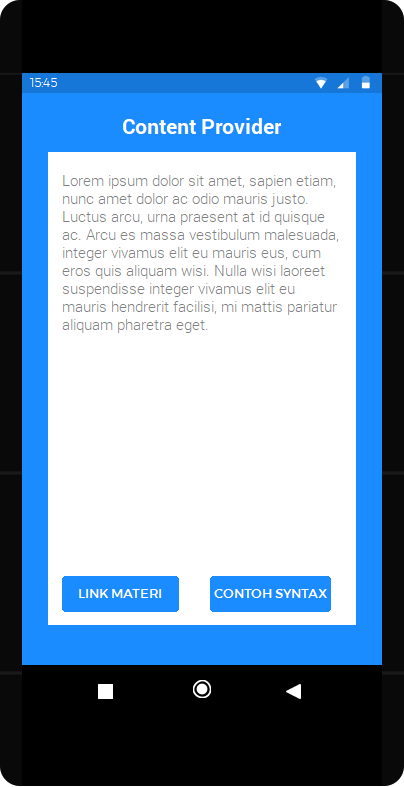 15:45
Content Provider
Lorem ipsum dolor sit amet, sapien etiam,
nunc amet dolor ac odio mauris justo.
Luctus arcu, urna praesent at id quisque
ac. Arcu es massa vestibulum malesuada,
integer vivamus elit eu mauris eus, cum
eros quis aliquam wisi. Nulla wisi laoreet
suspendisse integer vivamus elit eu
mauris hendrerit facilisi, mi mattis pariatur
aliquam pharetra eget.
LINK MATERI
CONTOH SYNTAX